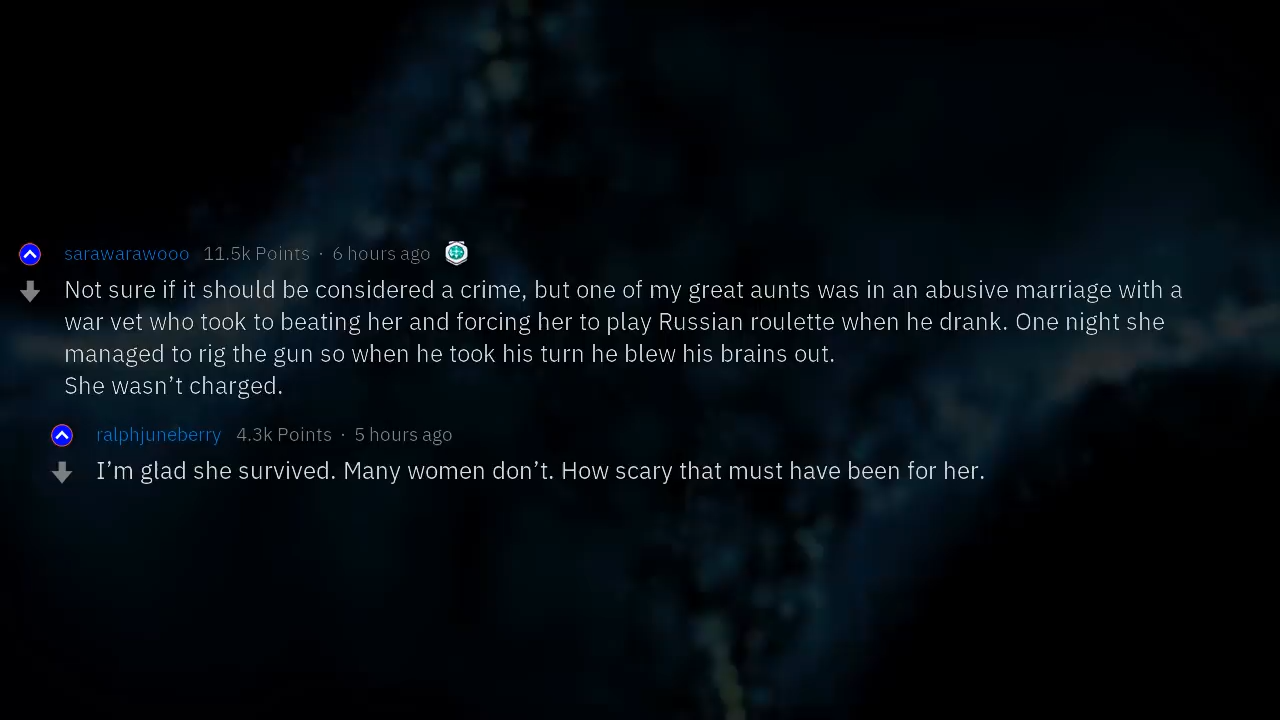 sarawarawooo 11.5k Points · 6 hours ago
Not sure if it should be considered a crime, but one of my great aunts was in an abusive marriage with a
war vet who took to beating her and forcing her to play Russian roulette when he drank. One night she
managed to rig the gun so when he took his turn he blew his brains out.
She wasn’t charged.
ralphjuneberry 4.3k Points · 5 hours ago
I’m glad she survived. Many women don’t. How scary that must have been for her.